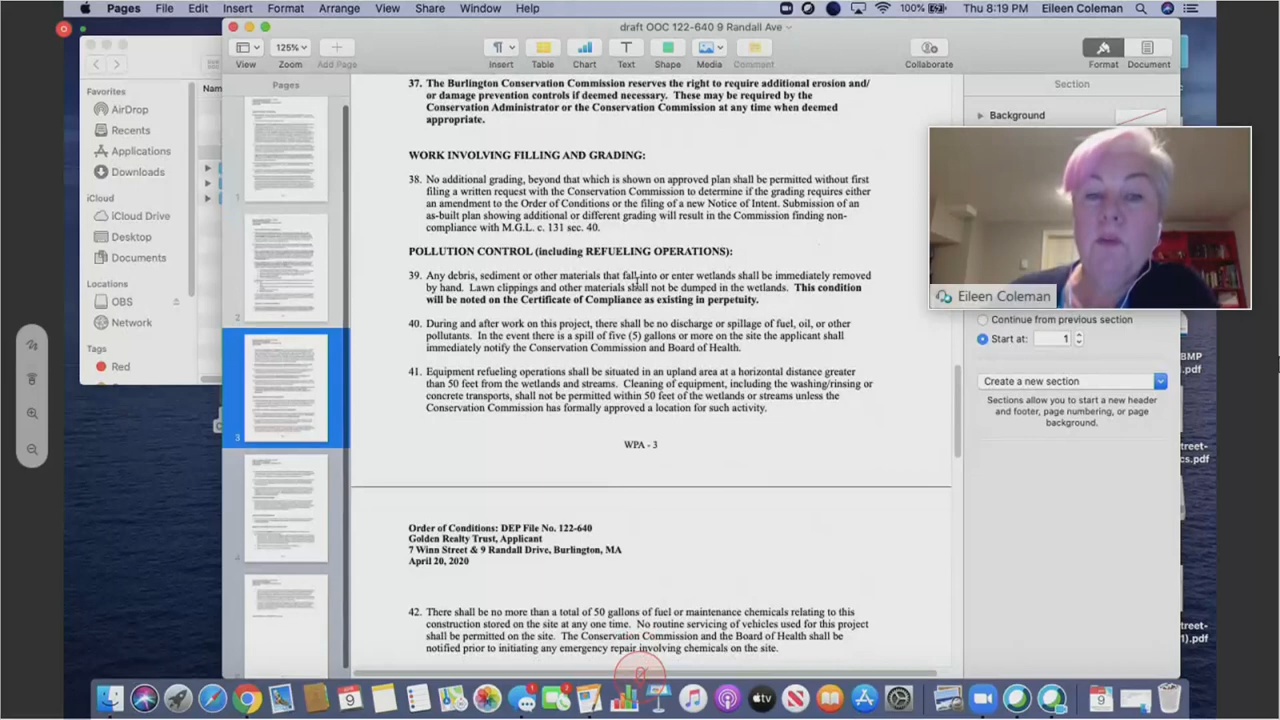 Pages File Edit Insert Format Arrange View Share Window Help
100% Thu 8:19 PM Eileen Coleman
draft OOC 122-640 9 Randall Ave
125%
View Zoom Add Page Insert Table Chart Text Shape Media Comment Collaborate Format Document
Favorites
AirDrop
Recents
Applications
Downloads
iCloud
iCloud Drive
Desktop
Documents
Locations
OBS
Network
Tags
Red
Nam
Pages
1
2
3
4
37. The Burlington Conservation Commission reserves the right to require additional erosion and/
or damage prevention controls if deemed necessary. These may be required by the
Conservation Administrator or the Conservation Commission at any time when deemed
appropriate.
WORK INVOLVING FILLING AND GRADING:
38. No additional grading, beyond that which is shown on approved plan shall be permitted without first
filing a written request with the Conservation Commission to determine if the grading requires either
an amendment to the Order of Conditions or the filing of a new Notice of Intent. Submission of an
as-built plan showing additional or different grading will result in the Commission finding non-
compliance with M.G.L. c. 131 sec. 40.
POLLUTION CONTROL (including REFUELING OPERATIONS):
39. Any debris, sediment or other materials that fall into or enter wetlands shall be immediately removed
by hand. Lawn clippings and other materials shall not be dumped in the wetlands. This condition
will be noted on the Certificate of Compliance as existing in perpetuity.
40. During and after work on this project, there shall be no discharge or spillage of fuel, oil, or other
pollutants. In the event there is a spill of five (5) gallons or more on the site the applicant shall
immediately notify the Conservation Commission and Board of Health.
41. Equipment refueling operations shall be situated in an upland area at a horizontal distance greater
than 50 feet from the wetlands and streams. Cleaning of equipment, including the washing/rinsing or
concrete transports, shall not be permitted within 50 feet of the wetlands or streams unless the
Conservation Commission has formally approved a location for such activity.
WPA - 3
Order of Conditions: DEP File No. 122-640
Golden Realty Trust, Applicant
7 Winn Street & 9 Randall Drive, Burlington, MA
April 20, 2020
42. There shall be no more than a total of 50 gallons of fuel or maintenance chemicals relating to this
construction stored on the site at any one time. No routine servicing of vehicles used for this project
shall be permitted on the site. The Conservation Commission and the Board of Health shall be
notified prior to initiating any emergency repair involving chemicals on the site.
Section
Background
Eileen Coleman
Continue from previous section
Start at: 1
Create a new section
Sections allow you to start a new header
and footer, page numbering, or page
background.
BMP
.pdf
treet-
cs.pdf
treet-
1).pdf